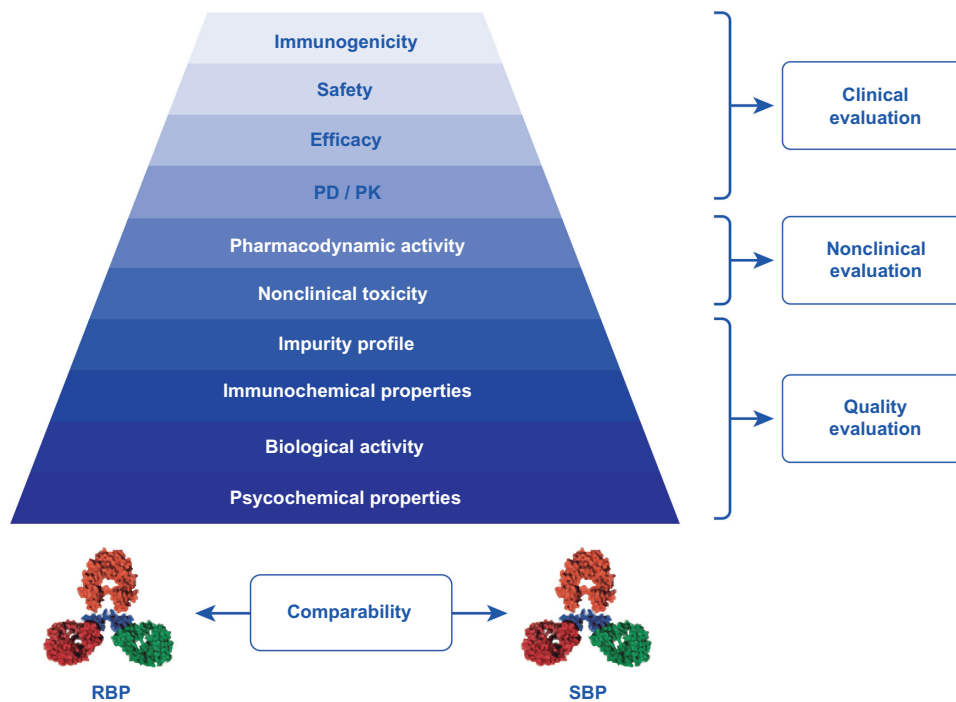 Immunogenicity
Safety
Efficacy
PD / PK
Pharmacodynamic activity
Nonclinical toxicity
Impurity profile
Immunochemical properties
Biological activity
Psycochemical properties
Clinical
evaluation
Nonclinical
evaluation
Quality
evaluation
Comparability
RBP
SBP